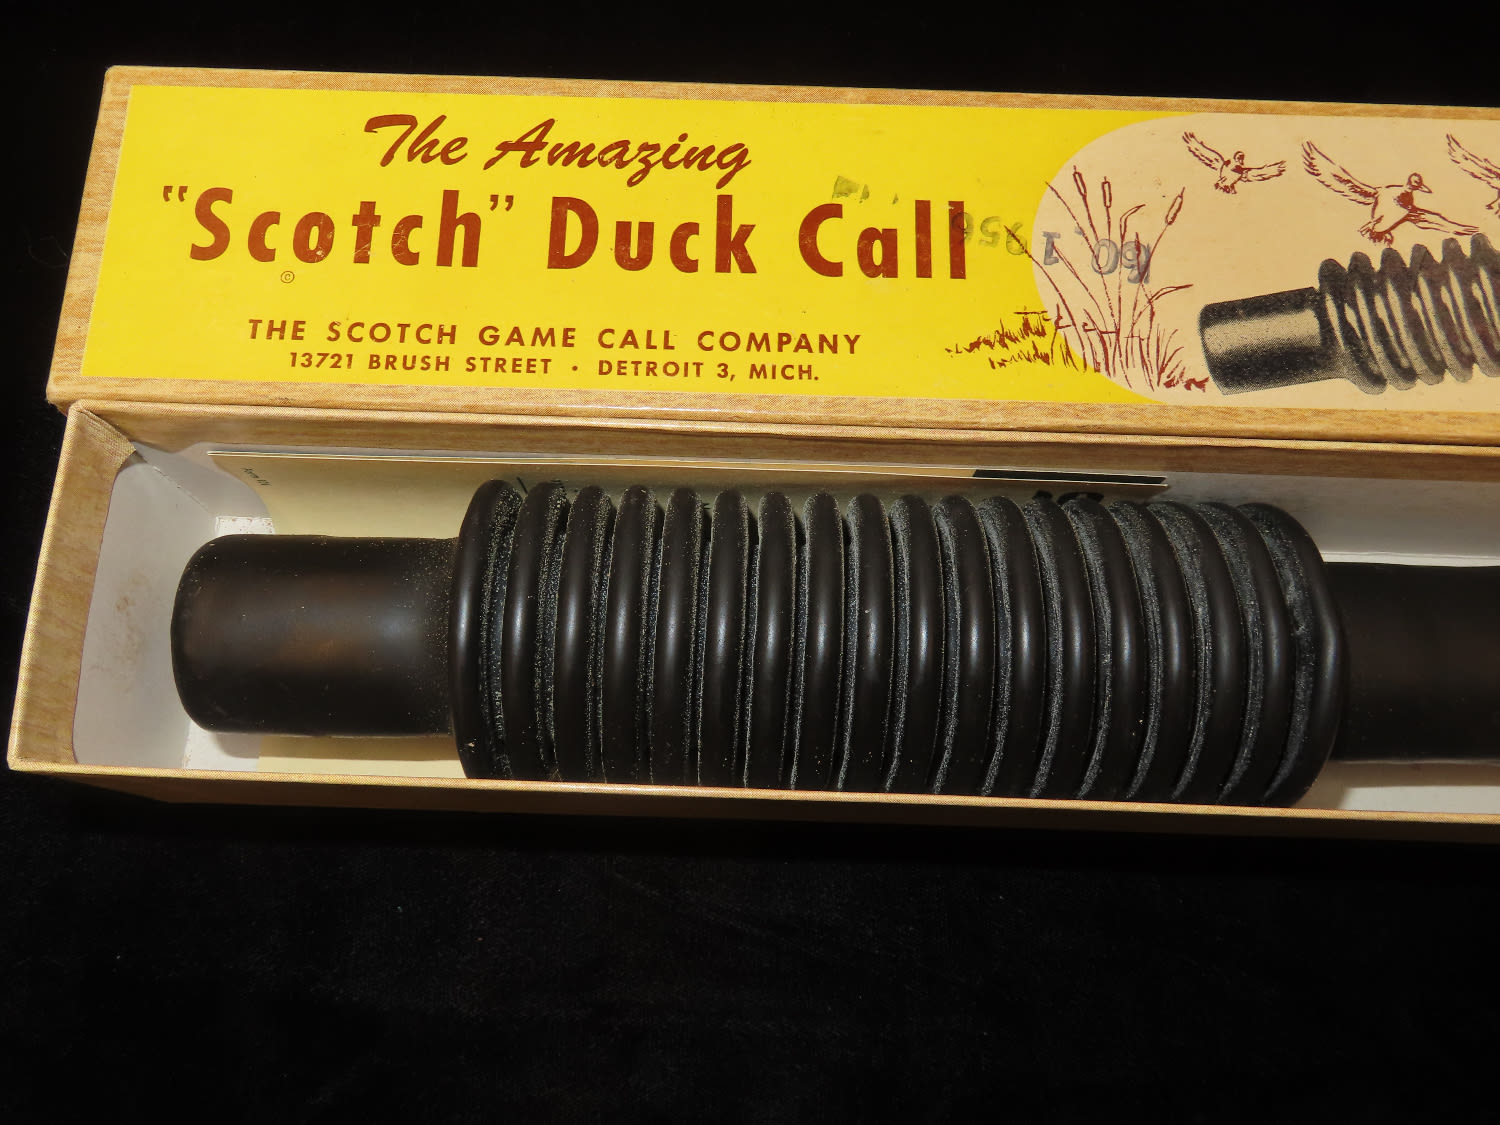 The Amazing
"Scotch" Duck Call
©
THE SCOTCH GAME CALL COMPANY
13721 BRUSH STREET • DETROIT 3, MICH.